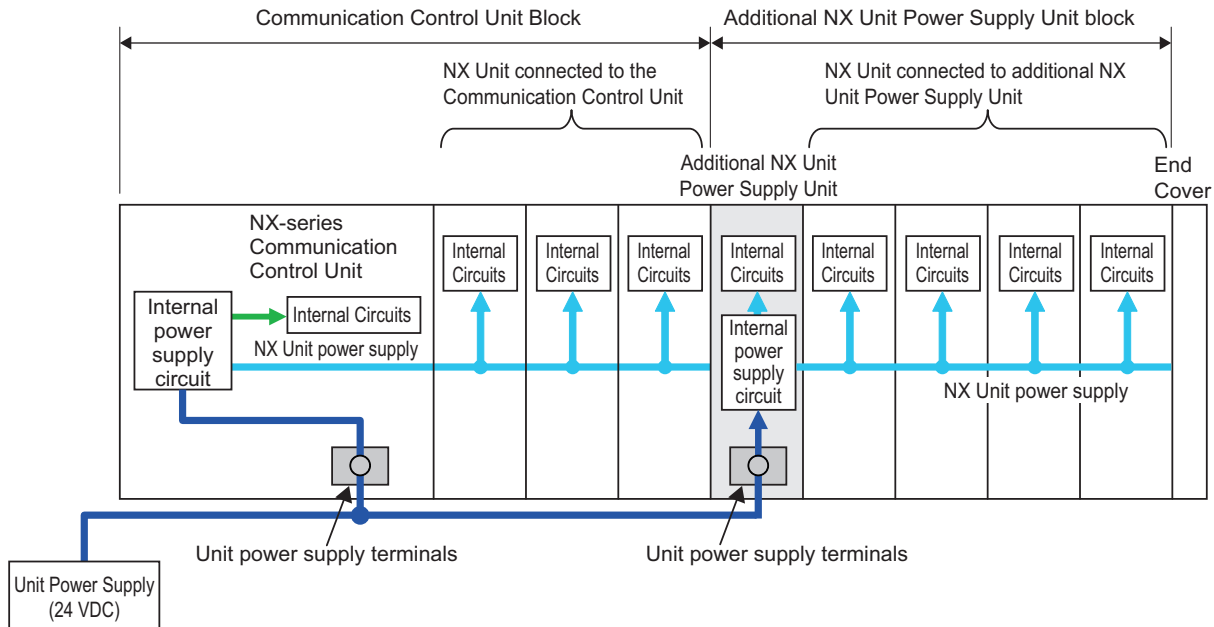 Communication Control Unit Block
Additional NX Unit Power Supply Unit block
NX Unit connected to the
Communication Control Unit
NX Unit connected to additional NX
Unit Power Supply Unit
Additional NX Unit
Power Supply Unit
End
Cover
NX-series
Communication
Control Unit
Internal
Circuits
Internal
Circuits
Internal
Circuits
Internal
Circuits
Internal
Circuits
Internal
Circuits
Internal
Circuits
Internal
Circuits
Internal
power
supply
circuit
Internal Circuits
NX Unit power supply
Internal
power
supply
circuit
NX Unit power supply
Unit power supply terminals
Unit power supply terminals
Unit Power Supply
(24 VDC)